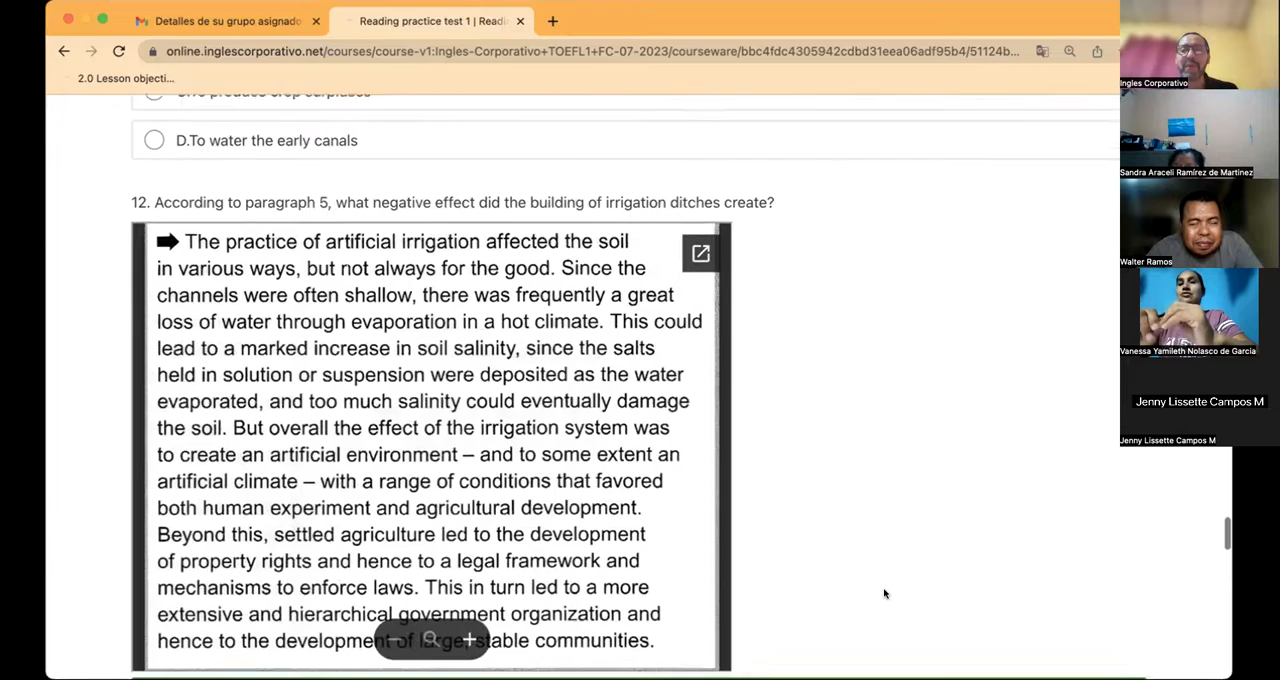 Detalles de su grupo asignado
Reading practice test 1 | Readi
online.inglescorporativo.net/courses/course-v1:Ingles-Corporativo+TOEFL1+FC-07-2023/courseware/bbc4fdc4305942cdbd31eea06adf95b4/51124b...
2.0 Lesson objecti...
D.To water the early canals
12. According to paragraph 5, what negative effect did the building of irrigation ditches create?
➡ The practice of artificial irrigation affected the soil
in various ways, but not always for the good. Since the
channels were often shallow, there was frequently a great
loss of water through evaporation in a hot climate. This could
lead to a marked increase in soil salinity, since the salts
held in solution or suspension were deposited as the water
evaporated, and too much salinity could eventually damage
the soil. But overall the effect of the irrigation system was
to create an artificial environment – and to some extent an
artificial climate – with a range of conditions that favored
both human experiment and agricultural development.
Beyond this, settled agriculture led to the development
of property rights and hence to a legal framework and
mechanisms to enforce laws. This in turn led to a more
extensive and hierarchical government organization and
hence to the development of large, stable communities.
Ingles Corporativo
Sandra Araceli Ramírez de Martinez
Walter Ramos
Vanessa Yamileth Nolasco de Garcia
Jenny Lissette Campos M
Jenny Lissette Campos M